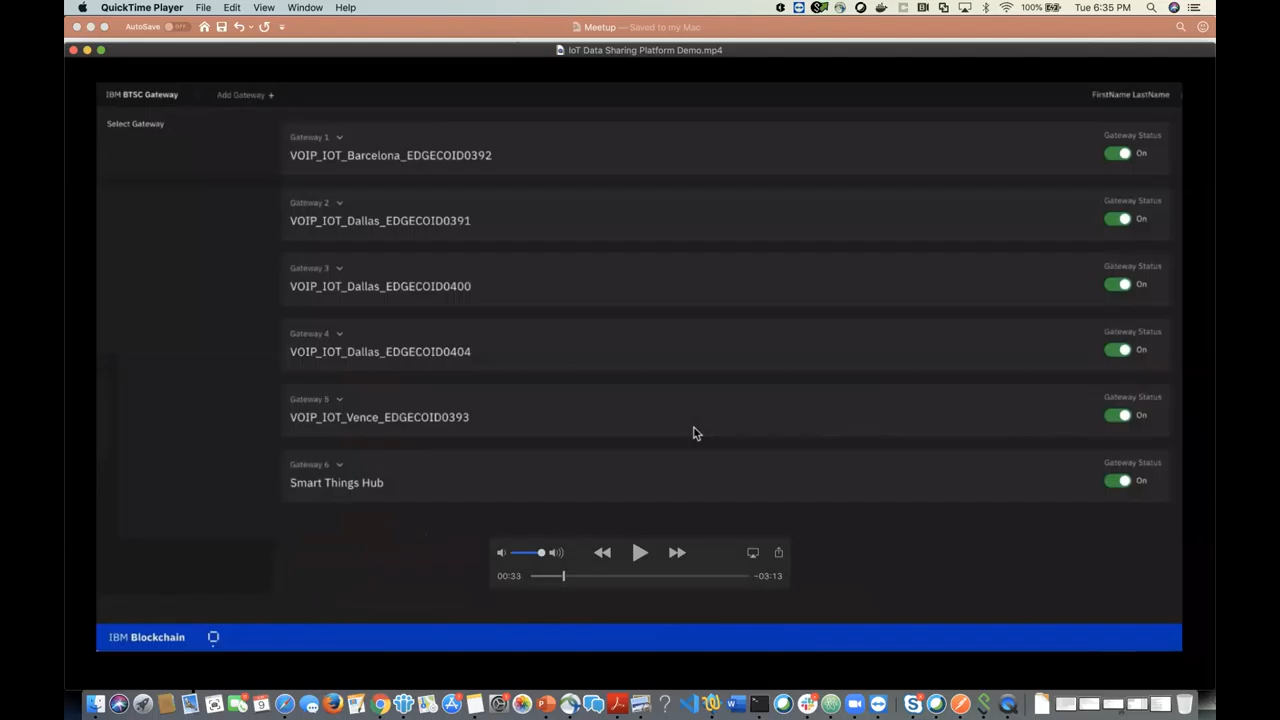 QuickTime Player File Edit View Window Help 100% Tue 6:35 PM
AutoSave OFF Meetup — Saved to my Mac
IoT Data Sharing Platform Demo.mp4
IBM BTSC Gateway Add Gateway + FirstName LastName
Select Gateway
Gateway 1 Gateway Status
VOIP_IOT_Barcelona_EDGECOID0392 On
Gateway 2 Gateway Status
VOIP_IOT_Dallas_EDGECOID0391 On
Gateway 3 Gateway Status
VOIP_IOT_Dallas_EDGECOID0400 On
Gateway 4 Gateway Status
VOIP_IOT_Dallas_EDGECOID0404 On
Gateway 5 Gateway Status
VOIP_IOT_Vence_EDGECOID0393 On
Gateway 6 Gateway Status
Smart Things Hub On
00:33 -03:13
IBM Blockchain